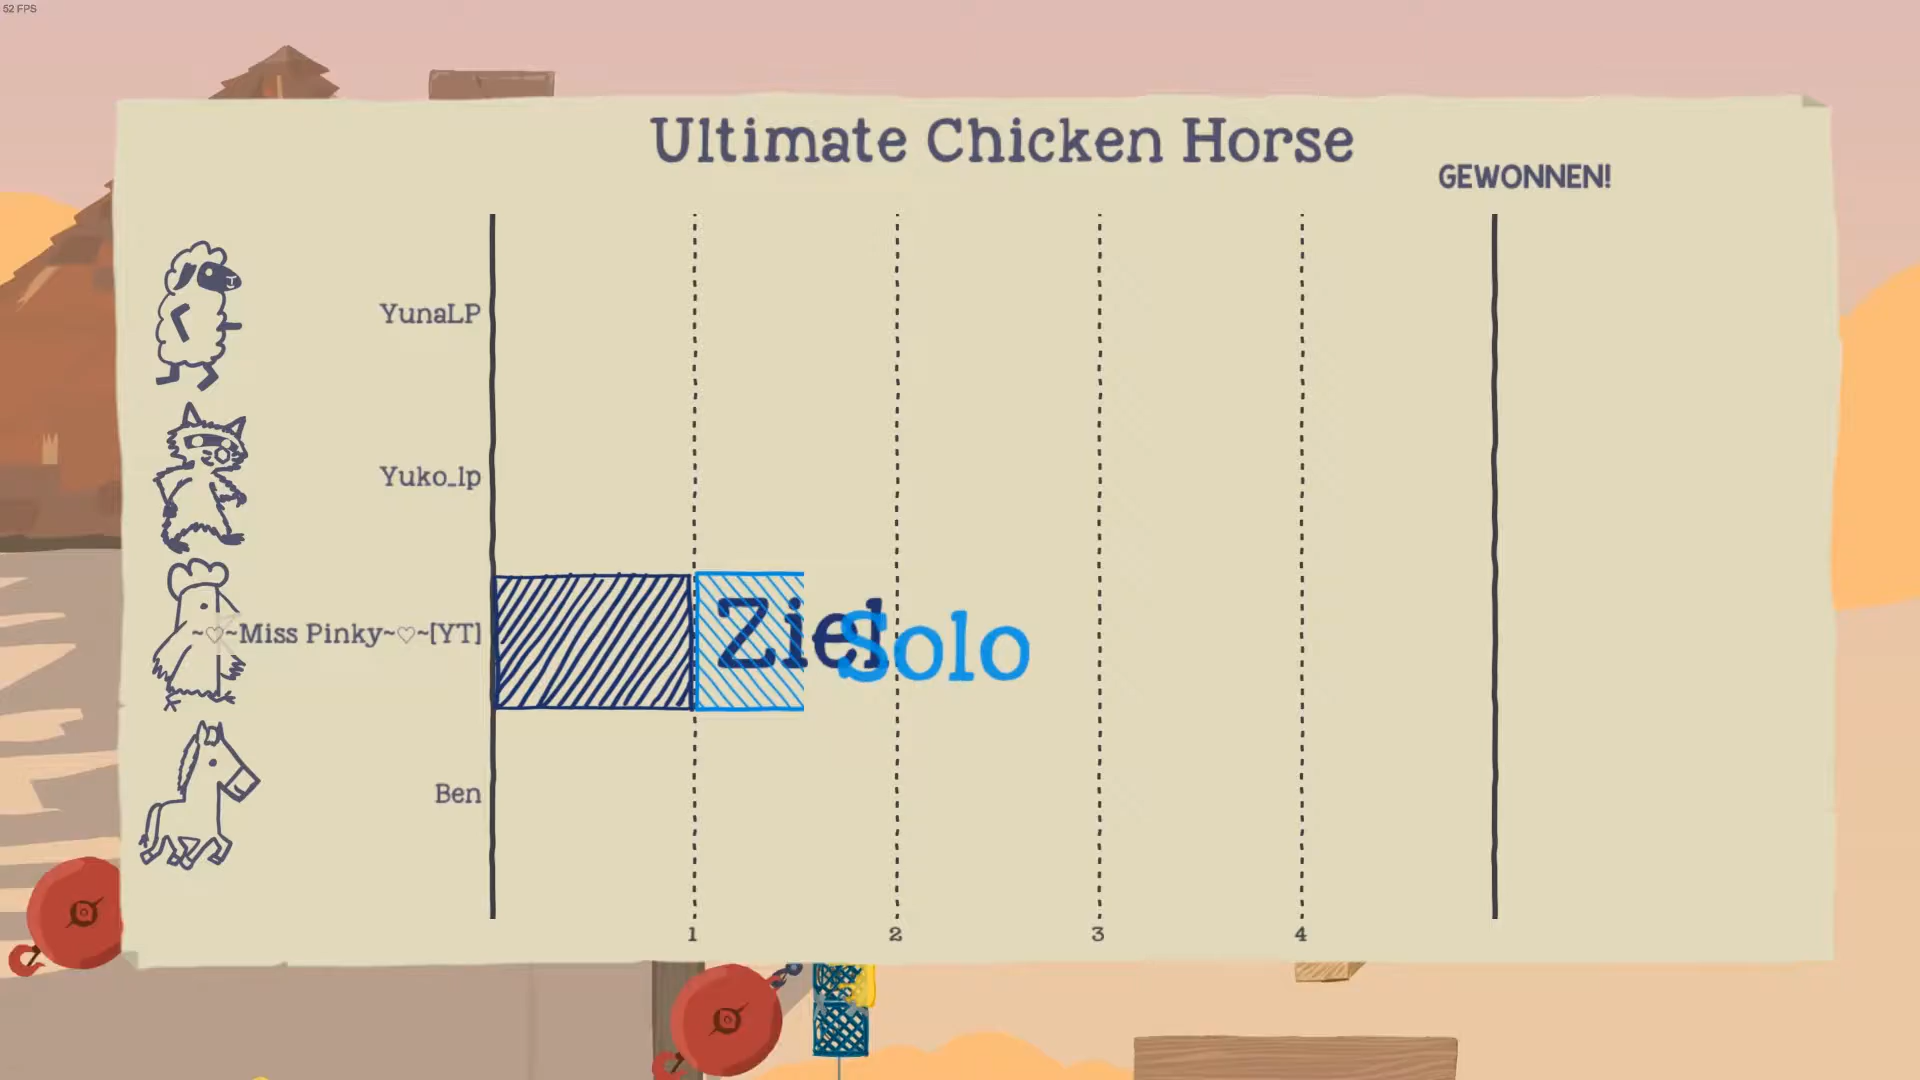 52 FPS
Ultimate Chicken Horse
GEWONNEN!
YunaLP
Yuko_lp
~♡~Miss Pinky~♡~[YT]
Ziel
Solo
Ben
1 2 3 4